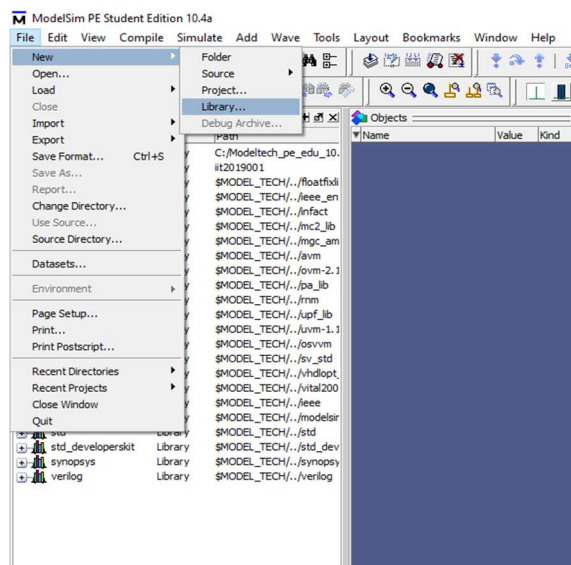 ModelSim PE Student Edition 10.4a
File Edit View Compile Simulate Add Wave Tools Layout Bookmarks Window Help
New
Open...
Load
Close
Import
Export
Save Format... Ctrl+S
Save As...
Report...
Change Directory...
Use Source...
Source Directory...
Datasets...
Environment
Page Setup...
Print...
Print Postscript...
Recent Directories
Recent Projects
Close Window
Quit
Folder
Source
Project...
Library...
Debug Archive...
Path
C:/Modeltech_pe_edu_10.
iit2019001
$MODEL_TECH/../floatfixli
$MODEL_TECH/../ieee_en
$MODEL_TECH/../infact
$MODEL_TECH/../mc2_lib
$MODEL_TECH/../mgc_am
$MODEL_TECH/../avm
$MODEL_TECH/../ovm-2.1
$MODEL_TECH/../pa_lib
$MODEL_TECH/../rnm
$MODEL_TECH/../upf_lib
$MODEL_TECH/../uvm-1.1
$MODEL_TECH/../osvvm
$MODEL_TECH/../sv_std
$MODEL_TECH/../vhdlopt_
$MODEL_TECH/../vital200
$MODEL_TECH/../ieee
$MODEL_TECH/../modelsim
std Library $MODEL_TECH/../std
std_developerskit Library $MODEL_TECH/../std_dev
synopsys Library $MODEL_TECH/../synopsy
verilog Library $MODEL_TECH/../verilog
Objects
Name Value Kind